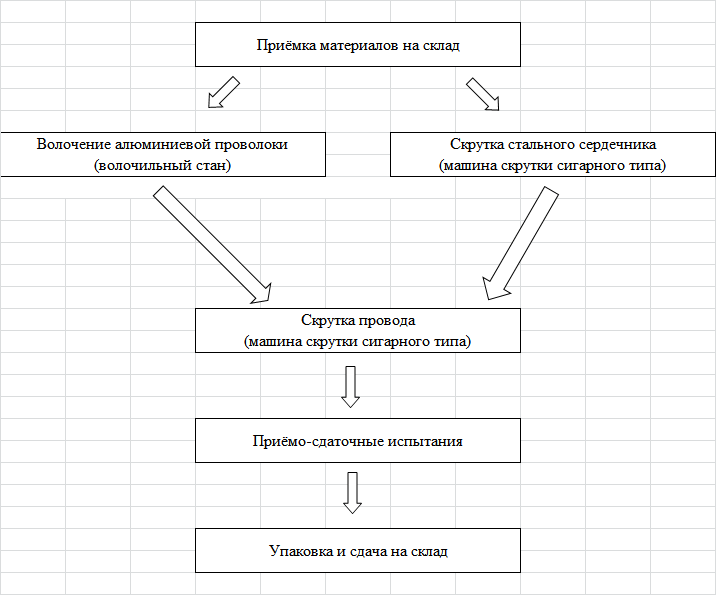 Приёмка материалов на склад
Волочение алюминиевой проволоки
(волочильный стан)
Скрутка стального сердечника
(машина скрутки сигарного типа)
Скрутка провода
(машина скрутки сигарного типа)
Приёмо-сдаточные испытания
Упаковка и сдача на склад